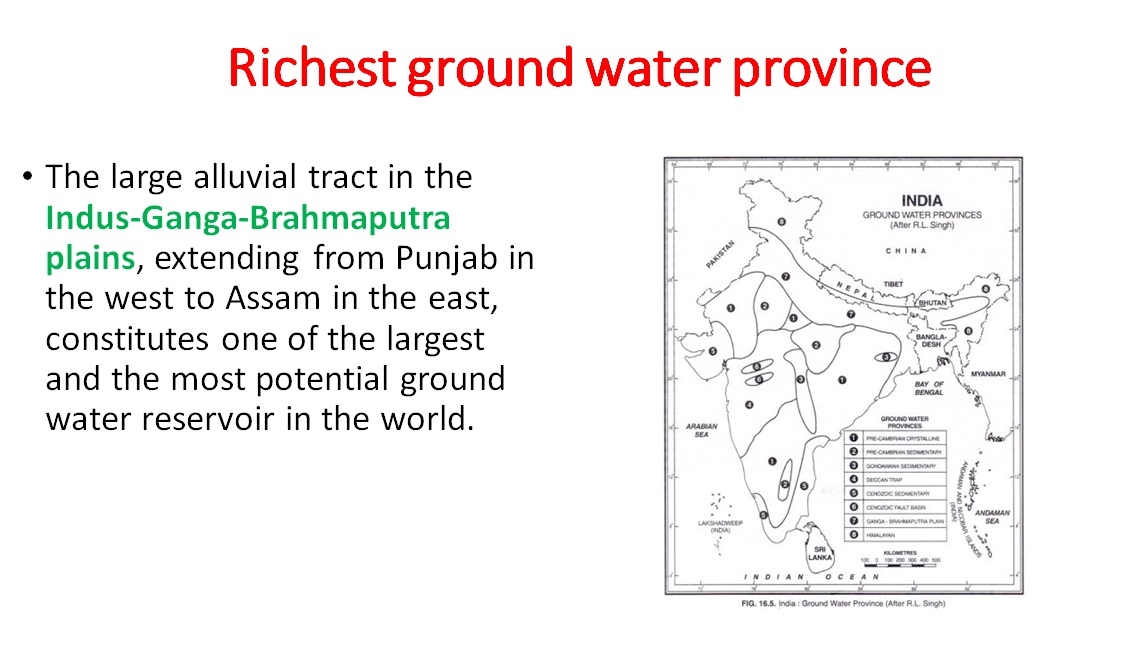 Richest ground water province
• The large alluvial tract in the
Indus-Ganga-Brahmaputra
plains, extending from Punjab in
the west to Assam in the east,
constitutes one of the largest
and the most potential ground
water reservoir in the world.
INDIA
GROUND WATER PROVINCES
(After R.L. Singh)
CHINA
PAKISTAN
TIBET
NEPAL
BHUTAN
BANGLA-
DESH
MYANMAR
BAY OF
BENGAL
ARABIAN
SEA
GROUND WATER
PROVINCES
1 PRE-CAMBRIAN CRYSTALLINE
2 PRE-CAMBRIAN SEDIMENTARY
3 GONDAWANA SEDIMENTARY
4 DECCAN TRAP
5 CENOZOIC SEDIMENTARY
6 CENOZOIC FAULT BASIN
7 GANGA - BRAHMAPUTRA PLAIN
8 HIMALAYAN
ANDAMAN AND NICOBAR ISLANDS
(INDIA)
ANDAMAN
SEA
LAKSHADWEEP
(INDIA)
SRI
LANKA
KILOMETRES
100 0 100 200 300 400 500
INDIAN OCEAN
FIG. 16.5. India : Ground Water Province (After R.L. Singh)